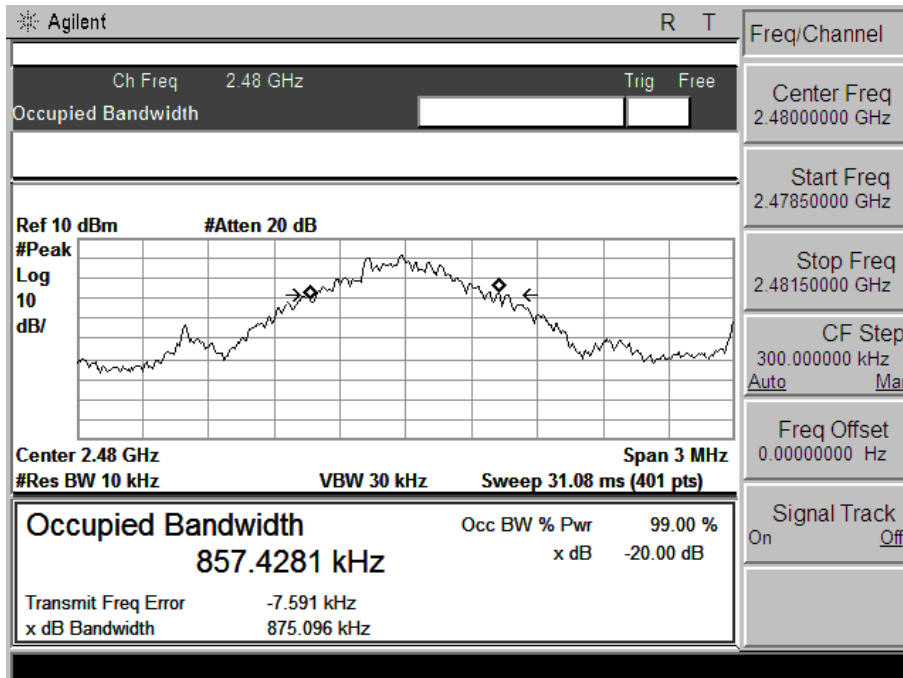 Agilent R T
Ch Freq 2.48 GHz Trig Free
Occupied Bandwidth
Ref 10 dBm #Atten 20 dB
#Peak
Log
10
dB/
Center 2.48 GHz Span 3 MHz
#Res BW 10 kHz VBW 30 kHz Sweep 31.08 ms (401 pts)
Occupied Bandwidth
857.4281 kHz
Occ BW % Pwr 99.00 %
x dB -20.00 dB
Transmit Freq Error -7.591 kHz
x dB Bandwidth 875.096 kHz
Freq/Channel
Center Freq
2.48000000 GHz
Start Freq
2.47850000 GHz
Stop Freq
2.48150000 GHz
CF Step
300.000000 kHz
Auto Mar
Freq Offset
0.00000000 Hz
Signal Track
On Off